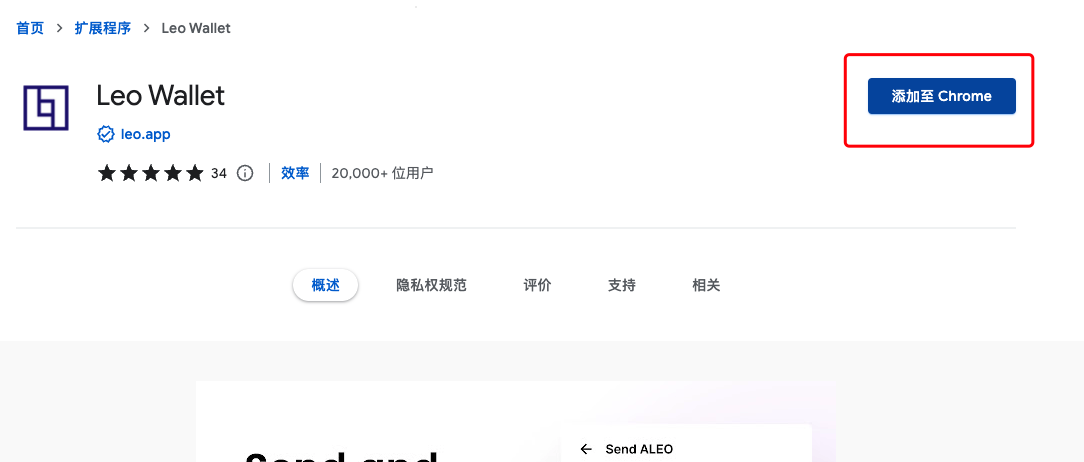 首页 > 扩展程序 > Leo Wallet
Leo Wallet
添加至 Chrome
leo.app
34 效率 20,000+ 位用户
概述 隐私权规范 评价 支持 相关
Send and
Send ALEO